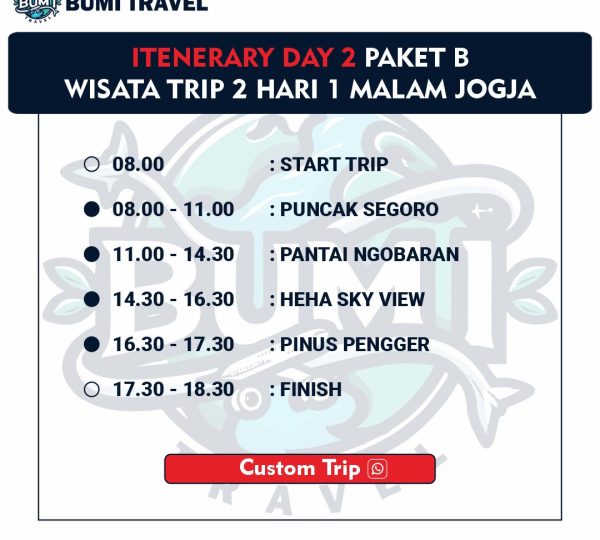 BUMI
TRAVEL
BUMI TRAVEL
ITENERARY DAY 2 PAKET B
WISATA TRIP 2 HARI 1 MALAM JOGJA
08.00 : START TRIP
08.00 - 11.00 : PUNCAK SEGORO
11.00 - 14.30 : PANTAI NGOBARAN
14.30 - 16.30 : HEHA SKY VIEW
16.30 - 17.30 : PINUS PENGGER
17.30 - 18.30 : FINISH
BUMI
TRAVEL
Custom Trip